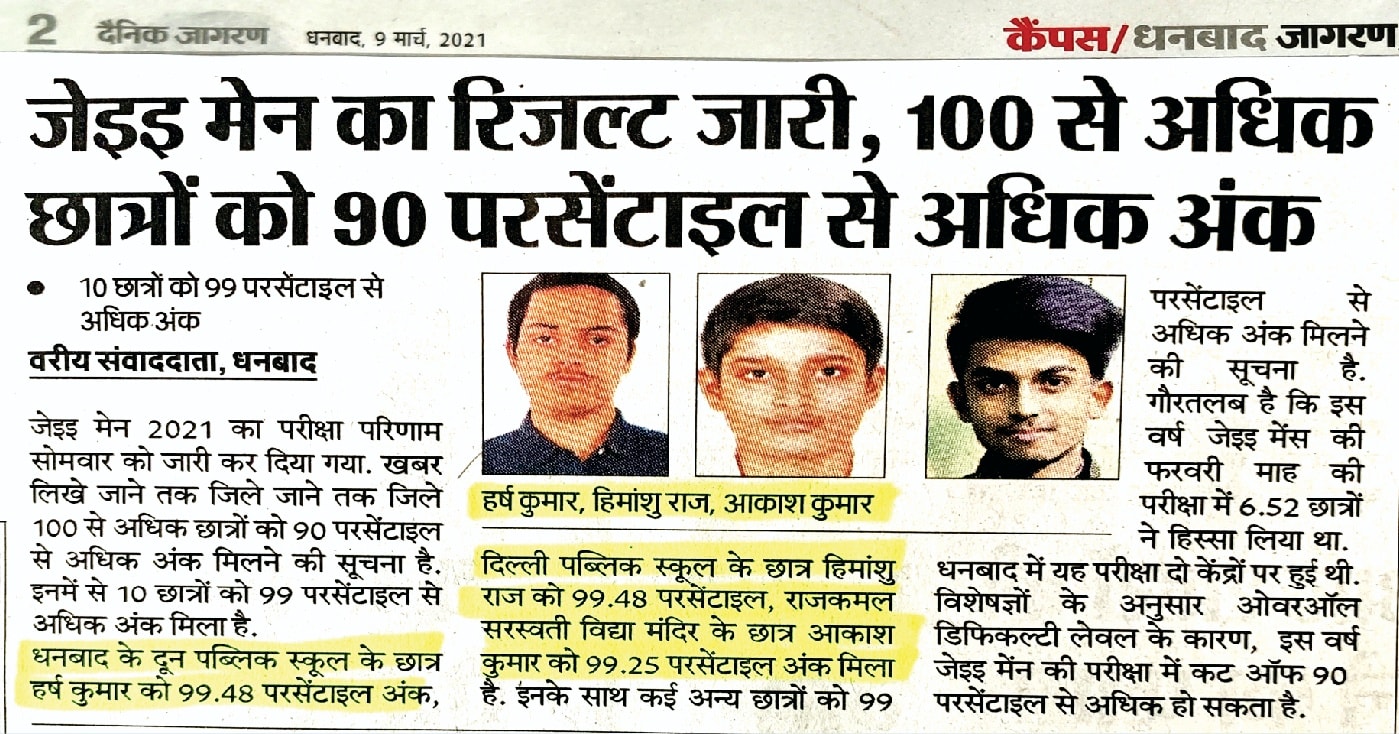 2 दैनिक जागरण धनबाद, 9 मार्च, 2021 कैंपस/धनबाद जागरण
जेइइ मेन का रिजल्ट जारी, 100 से अधिक
छात्रों को 90 परसेंटाइल से अधिक अंक
● 10 छात्रों को 99 परसेंटाइल से
अधिक अंक
वरीय संवाददाता, धनबाद
जेइइ मेन 2021 का परीक्षा परिणाम
सोमवार को जारी कर दिया गया. खबर
लिखे जाने तक जिले जाने तक जिले
100 से अधिक छात्रों को 90 परसेंटाइल
से अधिक अंक मिलने की सूचना है.
इनमें से 10 छात्रों को 99 परसेंटाइल से
अधिक अंक मिला है.
धनबाद के दून पब्लिक स्कूल के छात्र
हर्ष कुमार को 99.48 परसेंटाइल अंक,
हर्ष कुमार, हिमांशु राज, आकाश कुमार
दिल्ली पब्लिक स्कूल के छात्र हिमांशु
राज को 99.48 परसेंटाइल, राजकमल
सरस्वती विद्या मंदिर के छात्र आकाश
कुमार को 99.25 परसेंटाइल अंक मिला
है. इनके साथ कई अन्य छात्रों को 99
परसेंटाइल से
अधिक अंक मिलने
की सूचना है.
गौरतलब है कि इस
वर्ष जेइइ मेंस की
फरवरी माह की
परीक्षा में 6.52 छात्रों
ने हिस्सा लिया था.
धनबाद में यह परीक्षा दो केंद्रों पर हुई थी.
विशेषज्ञों के अनुसार ओवरऑल
डिफिकल्टी लेवल के कारण, इस वर्ष
जेइइ मेंन की परीक्षा में कट ऑफ 90
परसेंटाइल से अधिक हो सकता है.